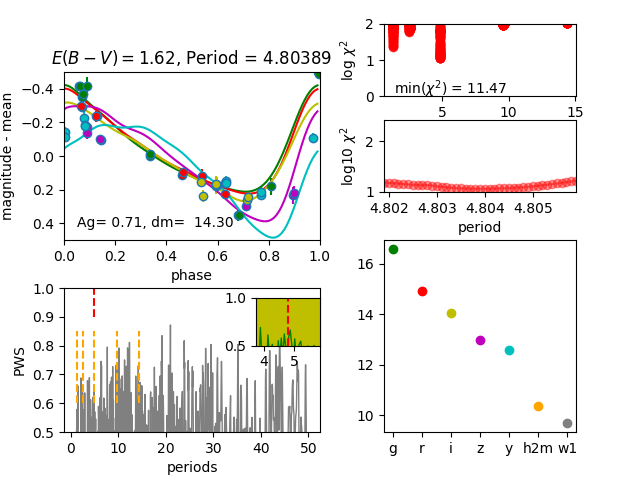 E(B − V) = 1.62, Period = 4.80389
−0.4
−0.2
0.0
0.2
0.4
magnitude - mean
Ag= 0.71, dm=  14.30
0.0 0.2 0.4 0.6 0.8 1.0
phase
2
1
0
log χ²
min(χ²) = 11.47
5 10 15
2
1
log10 χ²
4.802 4.803 4.804 4.805
period
1.0
0.9
0.8
0.7
0.6
0.5
PWS
1.0
0.5
4 5
0 10 20 30 40 50
periods
16
14
12
10
g r i z y h2m w1